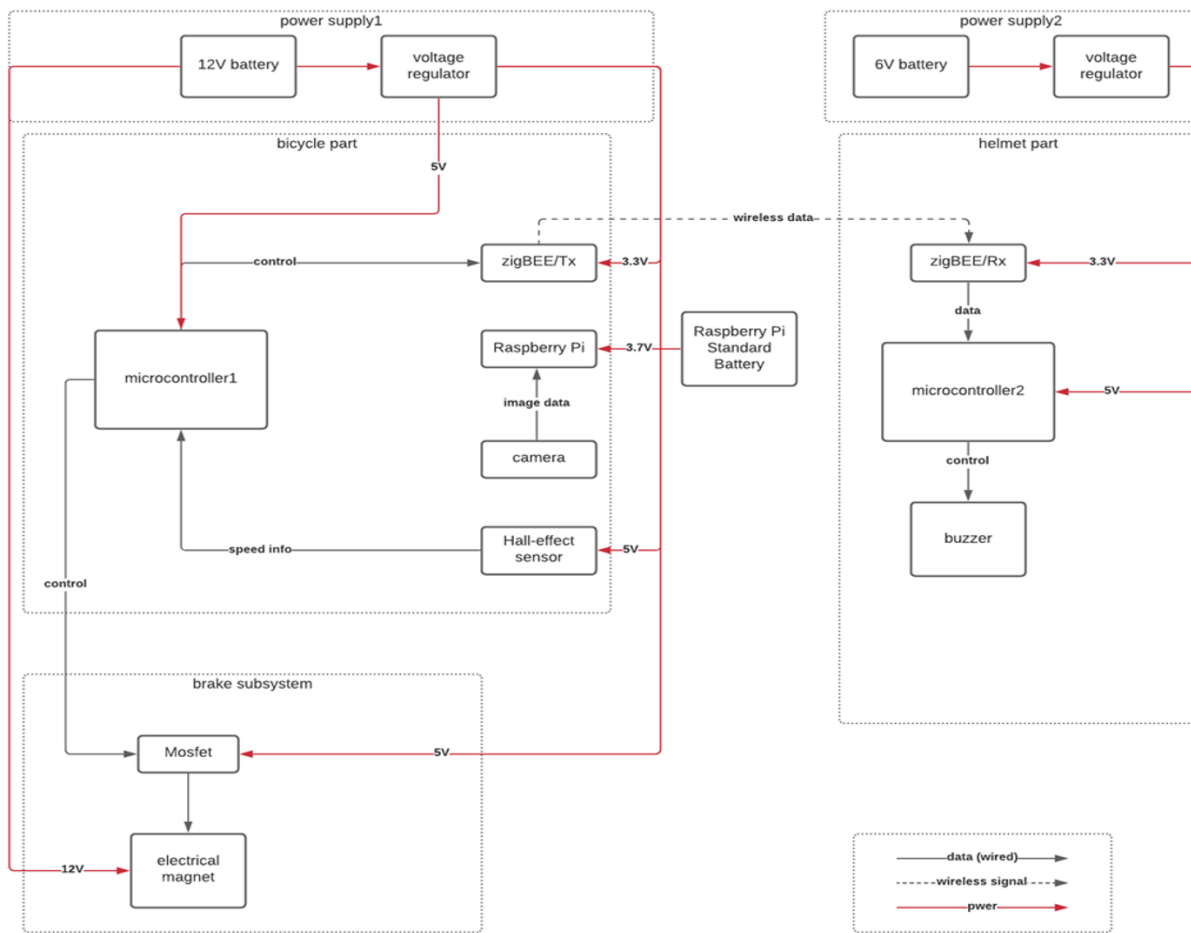 power supply1
12V battery
voltage
regulator
power supply2
6V battery
voltage
regulator
bicycle part
5V
control
zigBEE/Tx
3.3V
wireless data
microcontroller1
Raspberry Pi
3.7V
Raspberry Pi
Standard
Battery
image data
camera
speed info
Hall-effect
sensor
5V
control
helmet part
zigBEE/Rx
3.3V
data
microcontroller2
5V
control
buzzer
brake subsystem
Mosfet
5V
12V
electrical
magnet
data (wired)
wireless signal
pwer